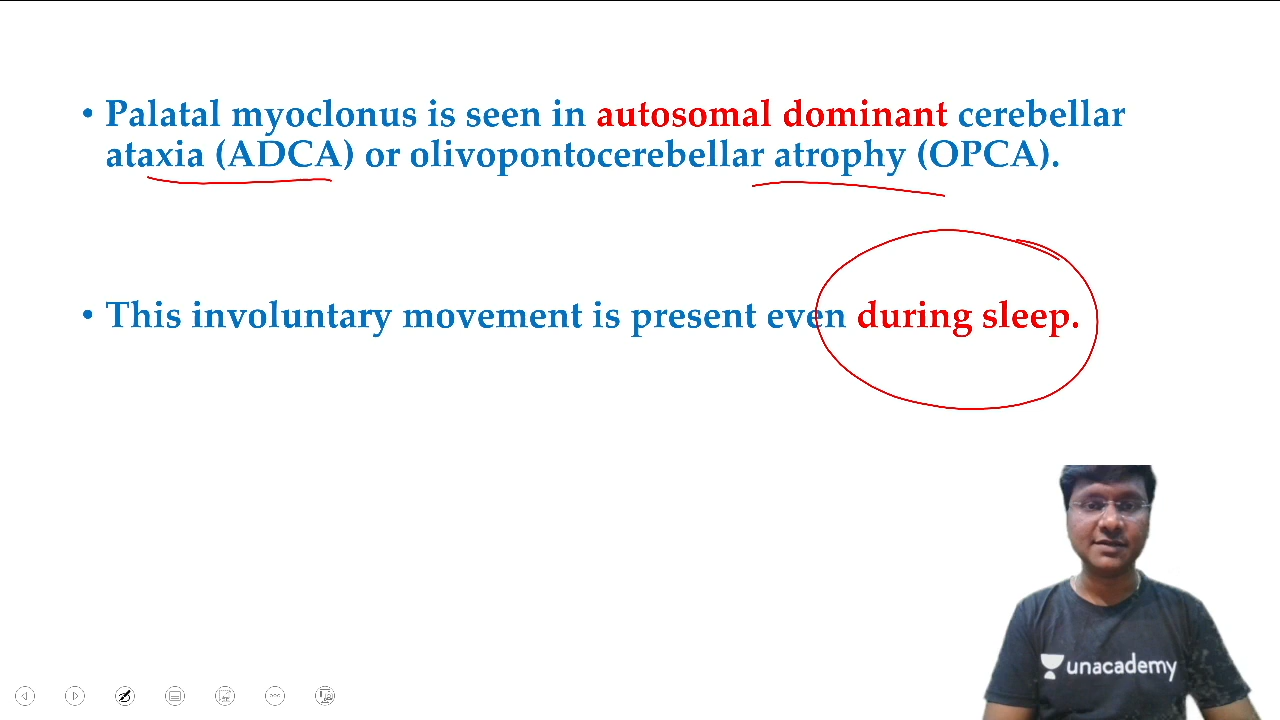 • Palatal myoclonus is seen in autosomal dominant cerebellar
ataxia (ADCA) or olivopontocerebellar atrophy (OPCA).
• This involuntary movement is present even during sleep.
unacademy